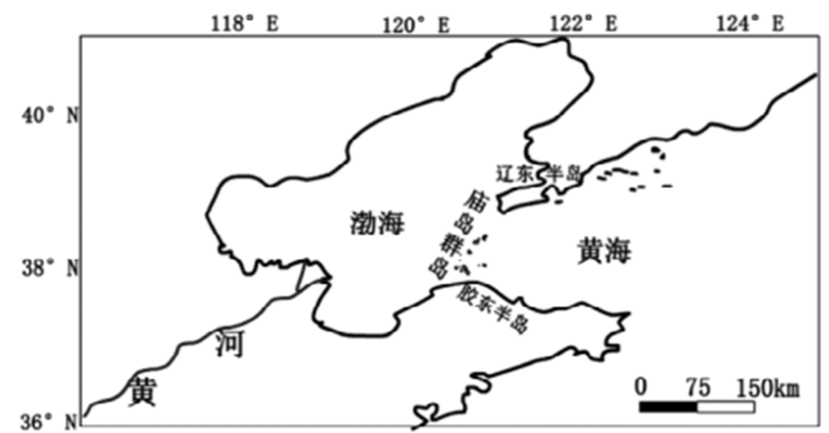 118° E
120° E
122° E
124° E
40° N
辽东 半岛
庙岛群岛
渤海
黄海
38° N
胶东半岛
黄河
0 75 150km
36° N